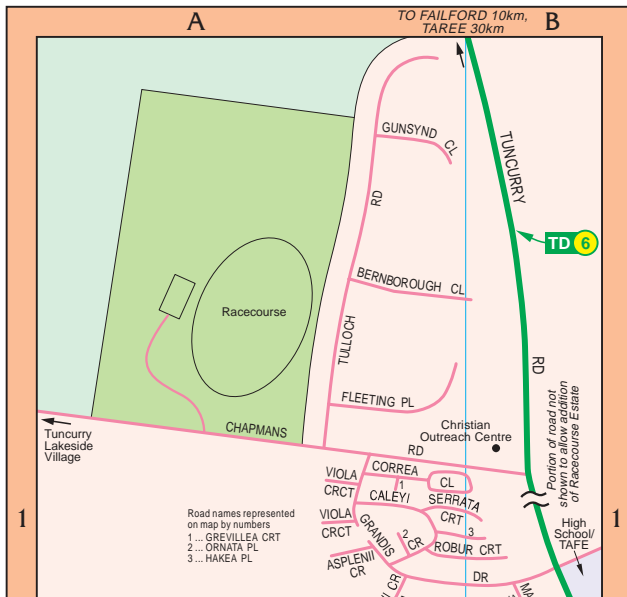 A
B
TO FAILFORD 10km,
TAREE 30km
GUNSYND CL
TUNCURRY
RD
TD 6
BERNBOROUGH CL
Racecourse
TULLOCH
RD
FLEETING PL
CHAPMANS
RD
Christian
Outreach Centre
Portion of road not
shown to allow addition
of Racecourse Estate
Tuncurry
Lakeside
Village
VIOLA
CRCT
CORREA
CL
1
CALEYI
SERRATA
CRT
1
1
Road names represented
on map by numbers
1 ... GREVILLEA CRT
2 ... ORNATA PL
3 ... HAKEA PL
VIOLA
CRCT
GRANDIS
2
CR
3
ROBUR CRT
High
School/
TAFE
ASPLENII
CR
DR
CR